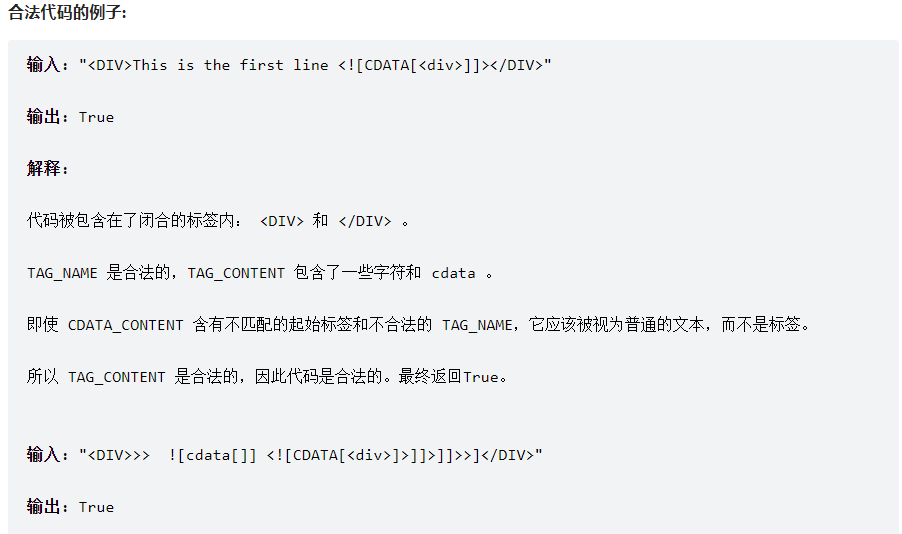 合法代码的例子:
输入: "<DIV>This is the first line <![CDATA[<div>]]></DIV>"
输出: True
解释:
代码被包含在了闭合的标签内： <DIV> 和 </DIV> 。
TAG_NAME 是合法的，TAG_CONTENT 包含了一些字符和 cdata 。
即使 CDATA_CONTENT 含有不匹配的起始标签和不合法的 TAG_NAME，它应该被视为普通的文本，而不是标签。
所以 TAG_CONTENT 是合法的，因此代码是合法的。最终返回True。
输入: "<DIV>>>  ![cdata[]] <![CDATA[<div>]>]]>]]>>]</DIV>"
输出: True